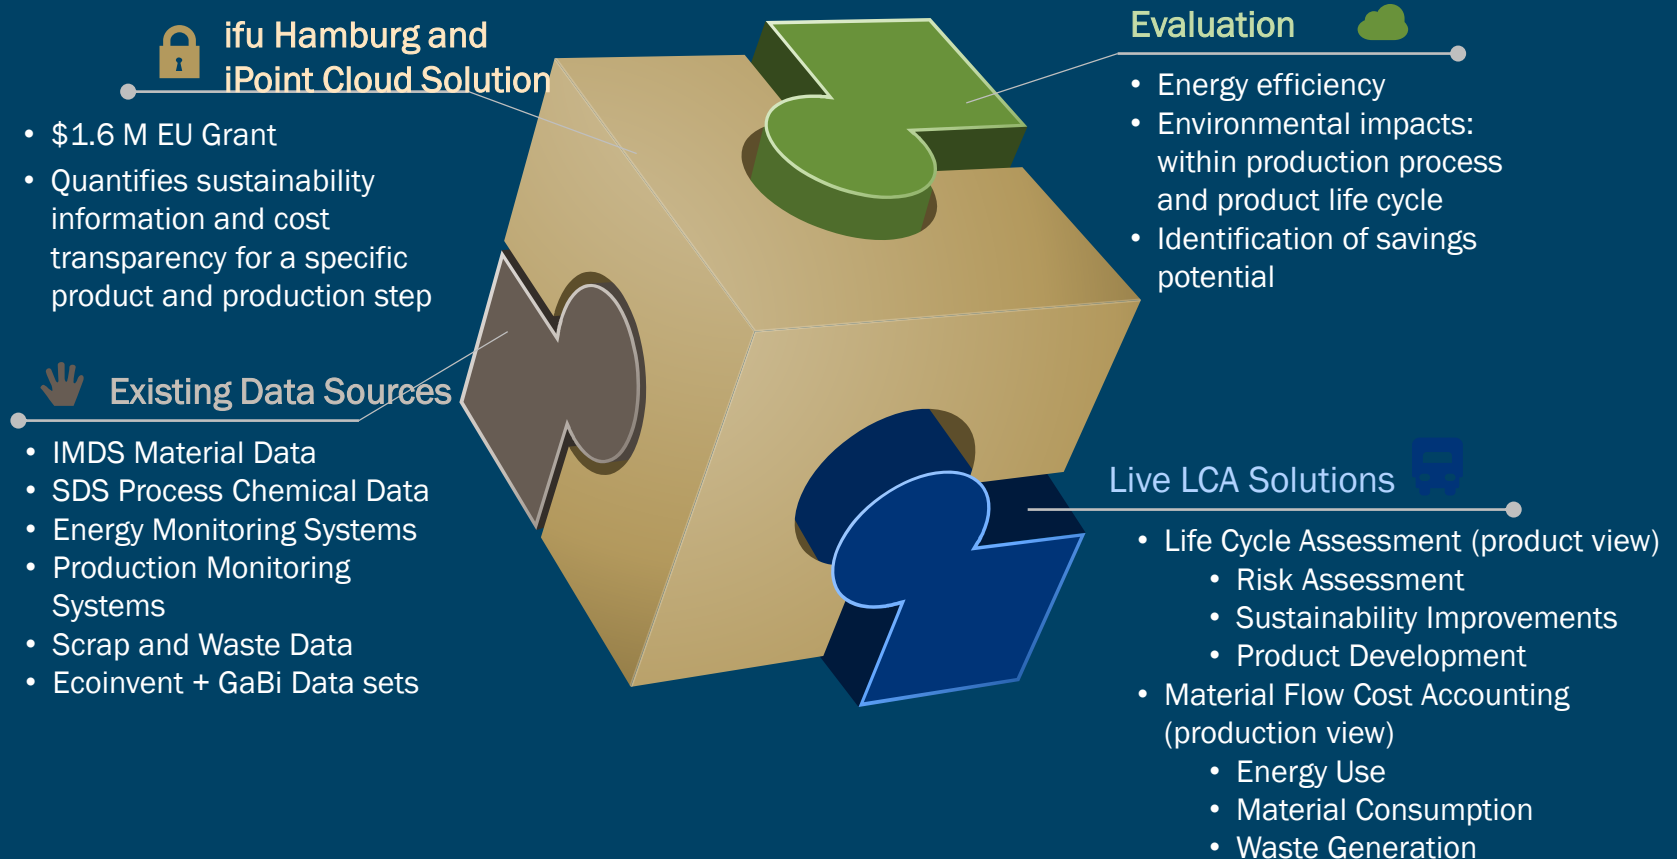 ifu Hamburg and
iPoint Cloud Solution
• $1.6 M EU Grant
• Quantifies sustainability
information and cost
transparency for a specific
product and production step
Existing Data Sources
• IMDS Material Data
• SDS Process Chemical Data
• Energy Monitoring Systems
• Production Monitoring
Systems
• Scrap and Waste Data
• Ecoinvent + GaBi Data sets
Evaluation
• Energy efficiency
• Environmental impacts:
within production process
and product life cycle
• Identification of savings
potential
Live LCA Solutions
• Life Cycle Assessment (product view)
• Risk Assessment
• Sustainability Improvements
• Product Development
• Material Flow Cost Accounting
(production view)
• Energy Use
• Material Consumption
• Waste Generation